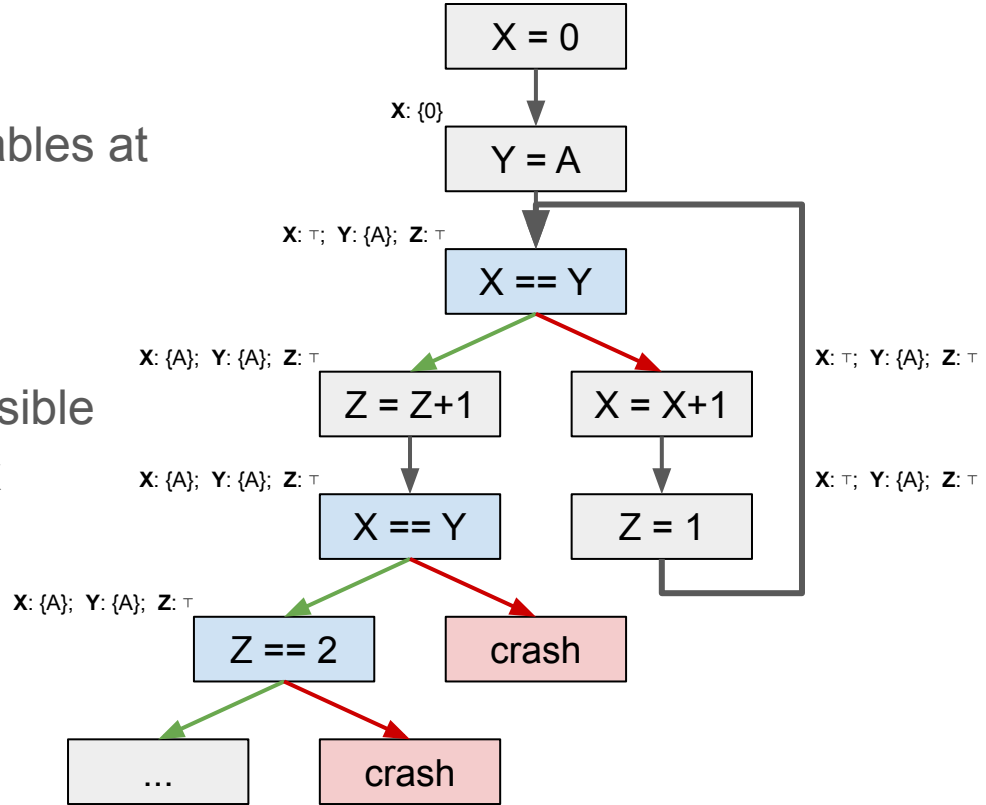 X = 0
X: {0}
ables at
Y = A
X: ⊤; Y: {A}; Z: ⊤
X == Y
X: {A}; Y: {A}; Z: ⊤
X: ⊤; Y: {A}; Z: ⊤
sible
Z = Z+1
X = X+1
X: {A}; Y: {A}; Z: ⊤
X: ⊤; Y: {A}; Z: ⊤
X == Y
Z = 1
X: {A}; Y: {A}; Z: ⊤
Z == 2
crash
...
crash